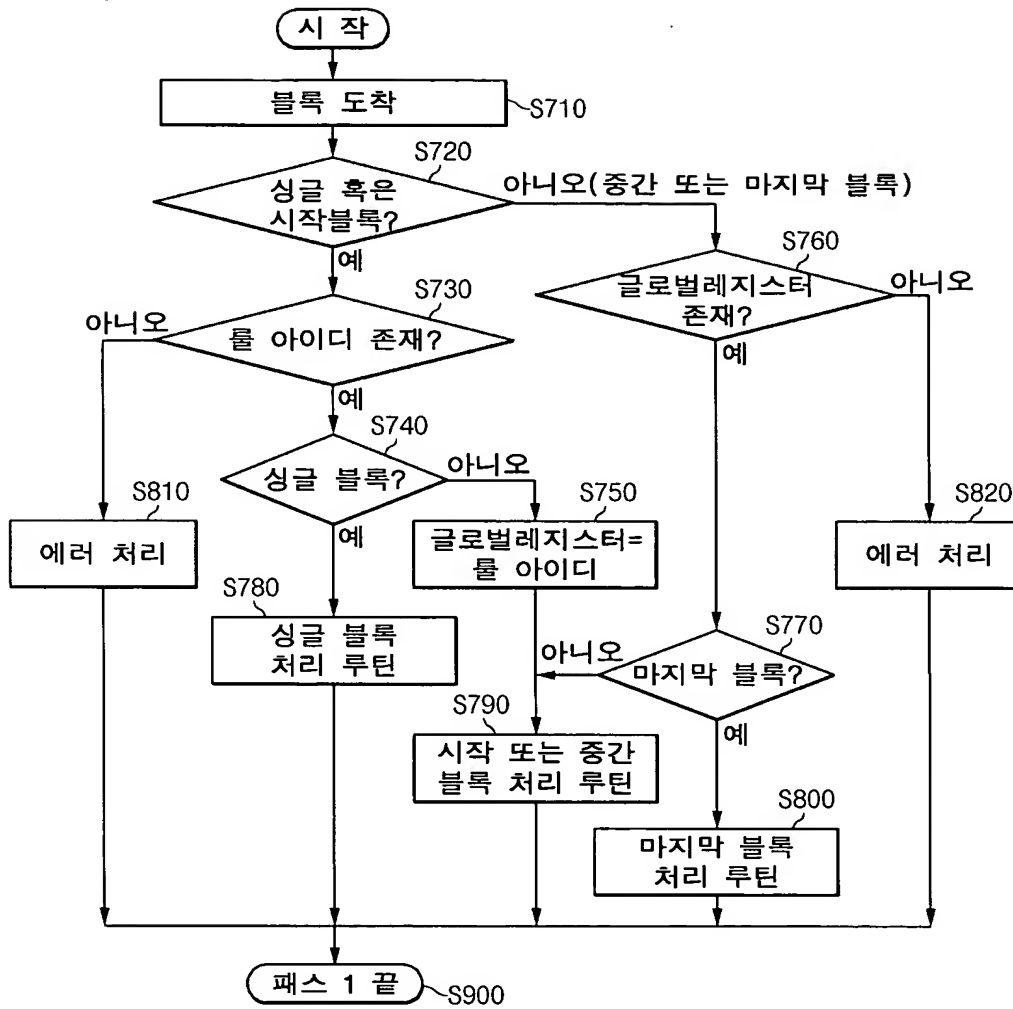 시 작
블록 도착
S710
S720
싱글 혹은
시작블록?
아니오(중간 또는 마지막 블록)
예
S760
글로벌레지스터
존재?
아니오
예
S730
아니오
룰 아이디 존재?
예
S740
싱글 블록?
아니오
예
S810
에러 처리
S750
글로벌레지스터=
룰 아이디
S820
에러 처리
S780
싱글 블록
처리 루틴
S770
아니오
마지막 블록?
예
S790
시작 또는 중간
블록 처리 루틴
S800
마지막 블록
처리 루틴
패스 1 끝
S900